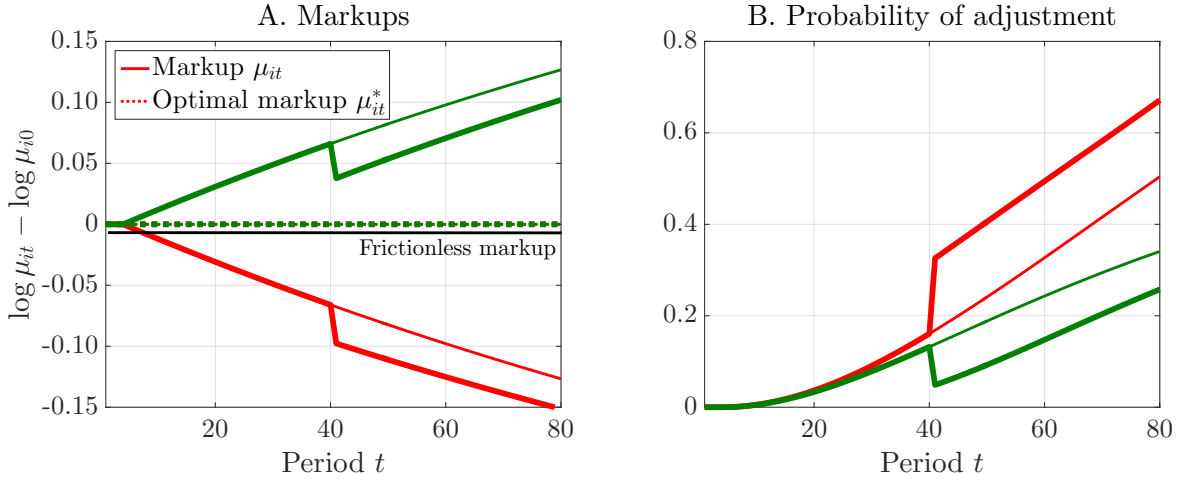 A. Markups
0.15
0.10
0.05
0
-0.05
-0.10
-0.15
log μit − log μi0
Markup μit
Optimal markup μ*it
Frictionless markup
20
40
60
80
Period t
B. Probability of adjustment
0.8
0.6
0.4
0.2
0
20
40
60
80
Period t